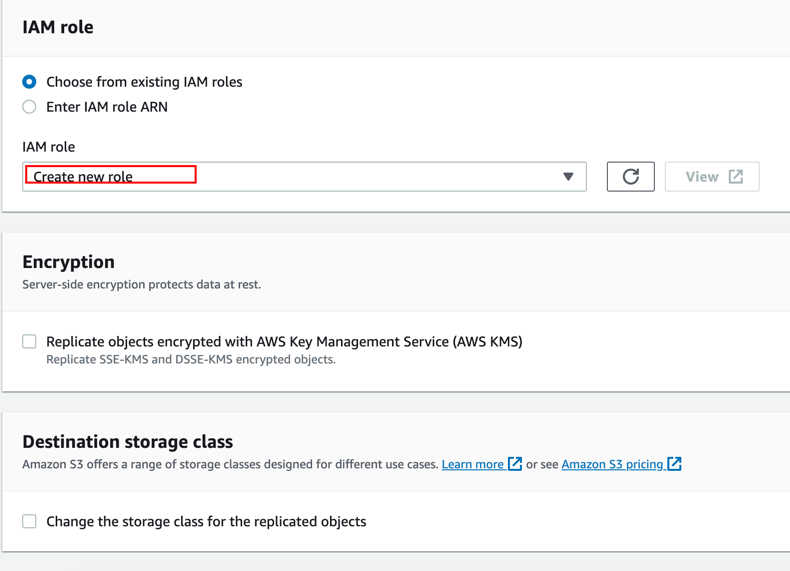 IAM role
Choose from existing IAM roles
Enter IAM role ARN
IAM role
Create new role
View
Encryption
Server-side encryption protects data at rest.
Replicate objects encrypted with AWS Key Management Service (AWS KMS)
Replicate SSE-KMS and DSSE-KMS encrypted objects.
Destination storage class
Amazon S3 offers a range of storage classes designed for different use cases. Learn more or see Amazon S3 pricing
Change the storage class for the replicated objects